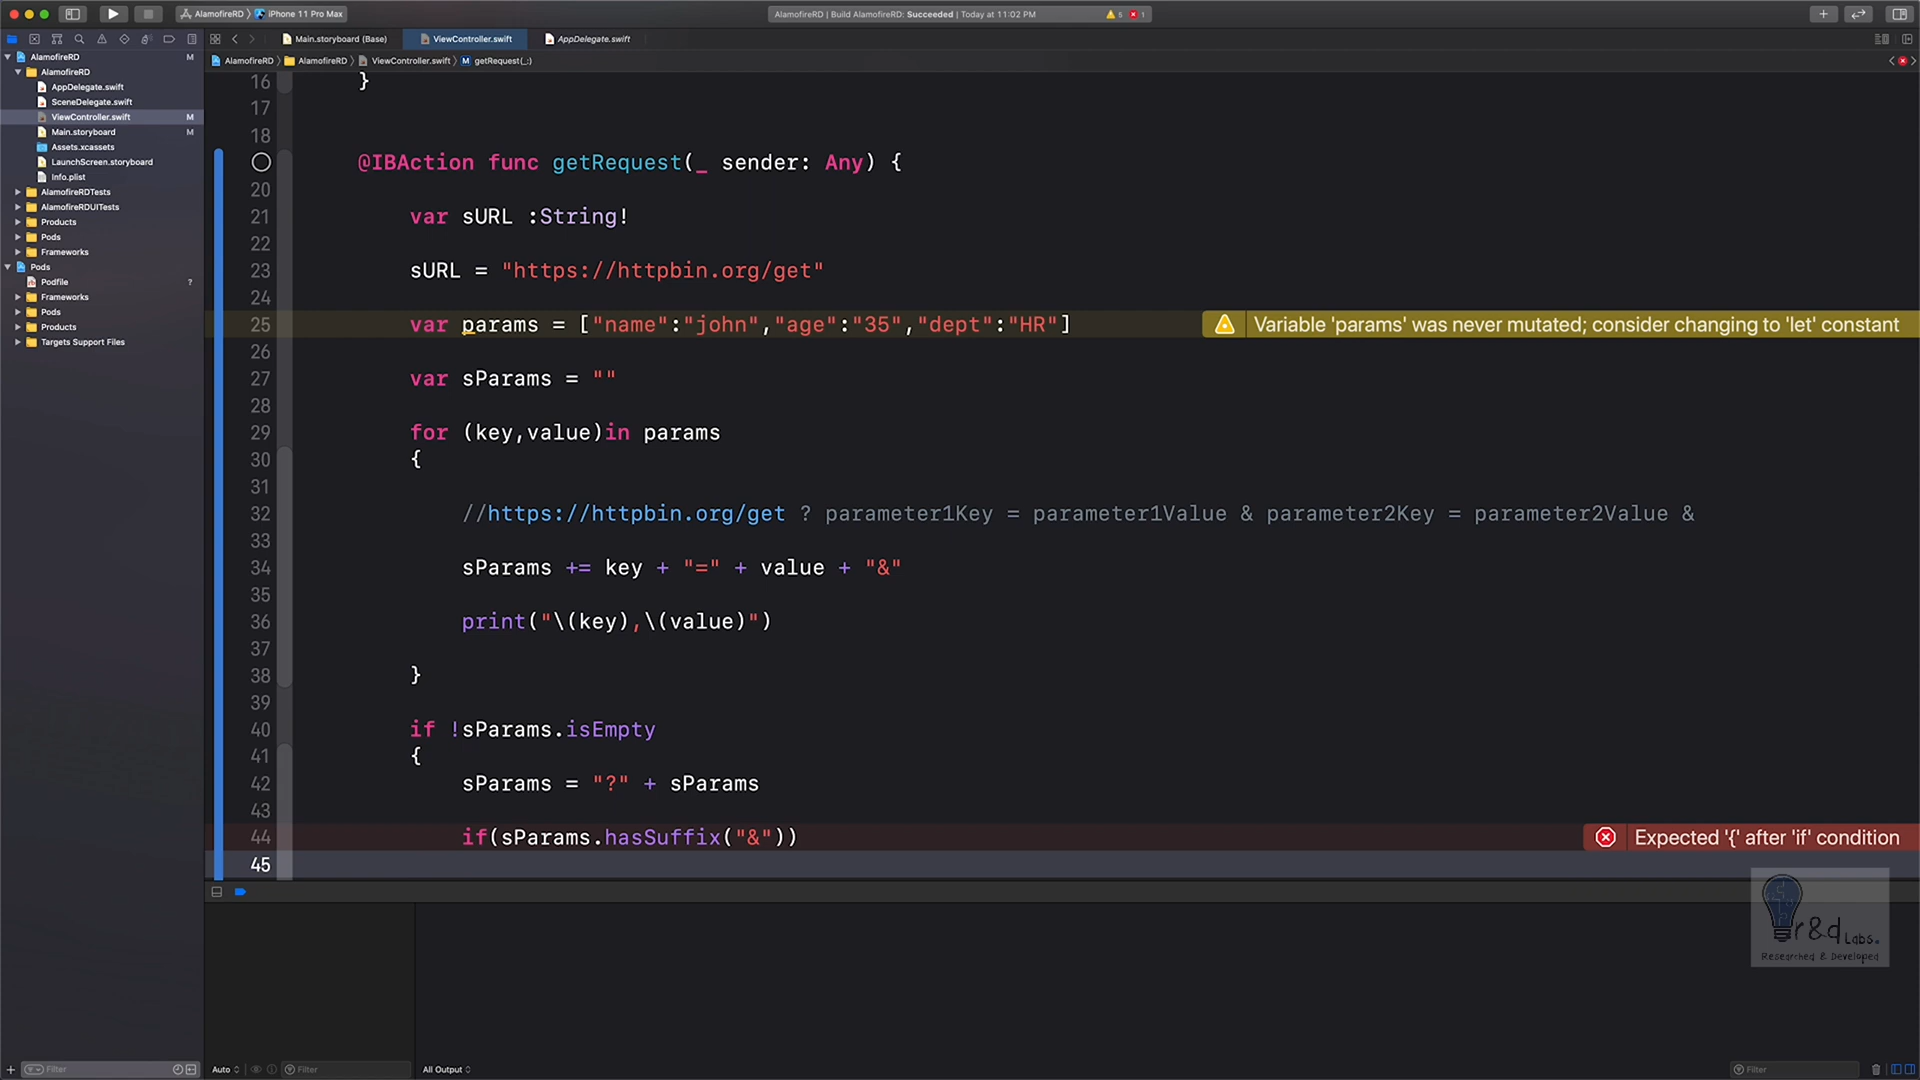 AlamofireRD
iPhone 11 Pro Max
AlamofireRD | Build AlamofireRD: Succeeded | Today at 11:02 PM
5
1
Main.storyboard (Base)
ViewController.swift
AppDelegate.swift
AlamofireRD
AlamofireRD
ViewController.swift
M
getRequest(_:)
AlamofireRD
M
AlamofireRD
AppDelegate.swift
SceneDelegate.swift
ViewController.swift
M
Main.storyboard
M
Assets.xcassets
LaunchScreen.storyboard
Info.plist
AlamofireRDTests
AlamofireRDUITests
Products
Pods
Frameworks
Pods
Podfile
?
Frameworks
Pods
Products
Targets Support Files
16 }
17
18
@IBAction func getRequest(_ sender: Any) {
20
21 var sURL :String!
22
23 sURL = "https://httpbin.org/get"
24
25 var params = ["name":"john","age":"35","dept":"HR"]
Variable 'params' was never mutated; consider changing to 'let' constant
26
27 var sParams = ""
28
29 for (key,value)in params
30 {
31
32 //https://httpbin.org/get ? parameter1Key = parameter1Value & parameter2Key = parameter2Value &
33
34 sParams += key + "=" + value + "&"
35
36 print("\(key),\(value)")
37
38 }
39
40 if !sParams.isEmpty
41 {
42 sParams = "?" + sParams
43
44 if(sParams.hasSuffix("&"))
Expected '{' after 'if' condition
45
r&d Labs.
Researched & Developed
Filter
Auto
Filter
All Output
Filter